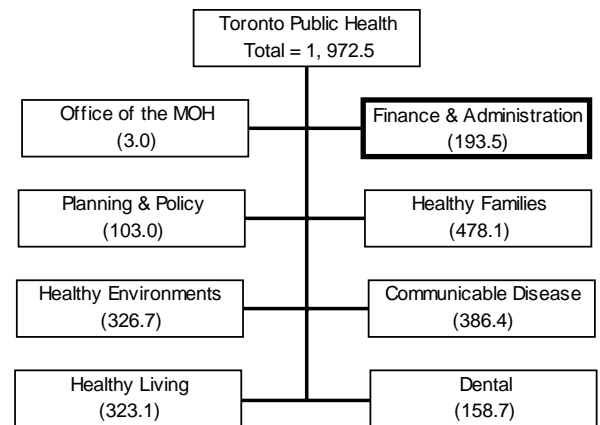 Toronto Public Health
Total = 1, 972.5
Office of the MOH
(3.0)
Finance & Administration
(193.5)
Planning & Policy
(103.0)
Healthy Families
(478.1)
Healthy Environments
(326.7)
Communicable Disease
(386.4)
Healthy Living
(323.1)
Dental
(158.7)